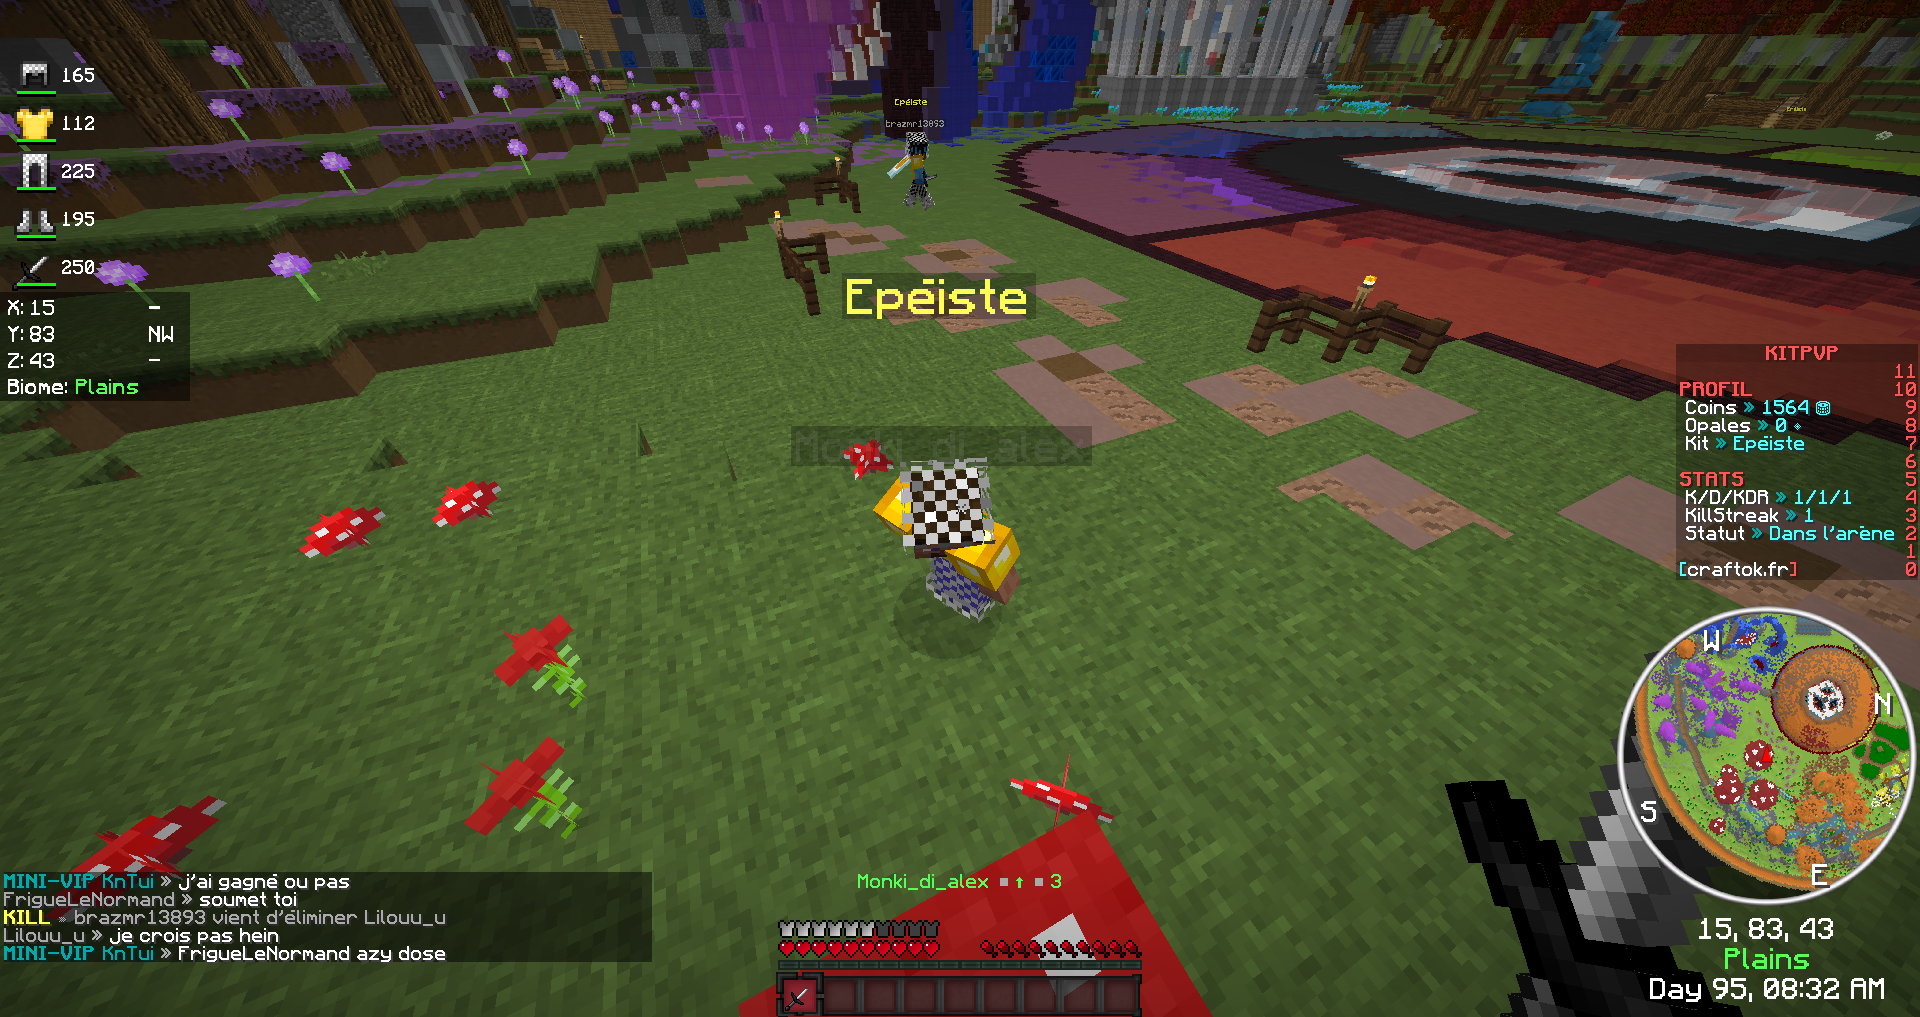 165
112
225
195
250
X: 15 -
Y: 83 NW
Z: 43 -
Biome: Plains
Epéiste
brazmr13893
Epéiste
Epéiste
Monki_di_alex
KITPVP
11
PROFIL 10
Coins » 1564 9
Opales » 0 8
Kit » Epéiste 7
6
STATS 5
K/D/KDR » 1/1/1 4
KillStreak » 1 3
Statut » Dans l'arène 2
1
[craftok.fr] 0
W
N
S
E
15, 83, 43
Plains
Day 95, 08:32 AM
MINI-VIP KnTui » j'ai gagné ou pas
FrigueLeNormand » soumet toi
KILL » brazmr13893 vient d'éliminer Lilouu_u
Lilouu_u » je crois pas hein
MINI-VIP KnTui » FrigueLeNormand azy dose
Monki_di_alex ▪ ↑ ▪ 3